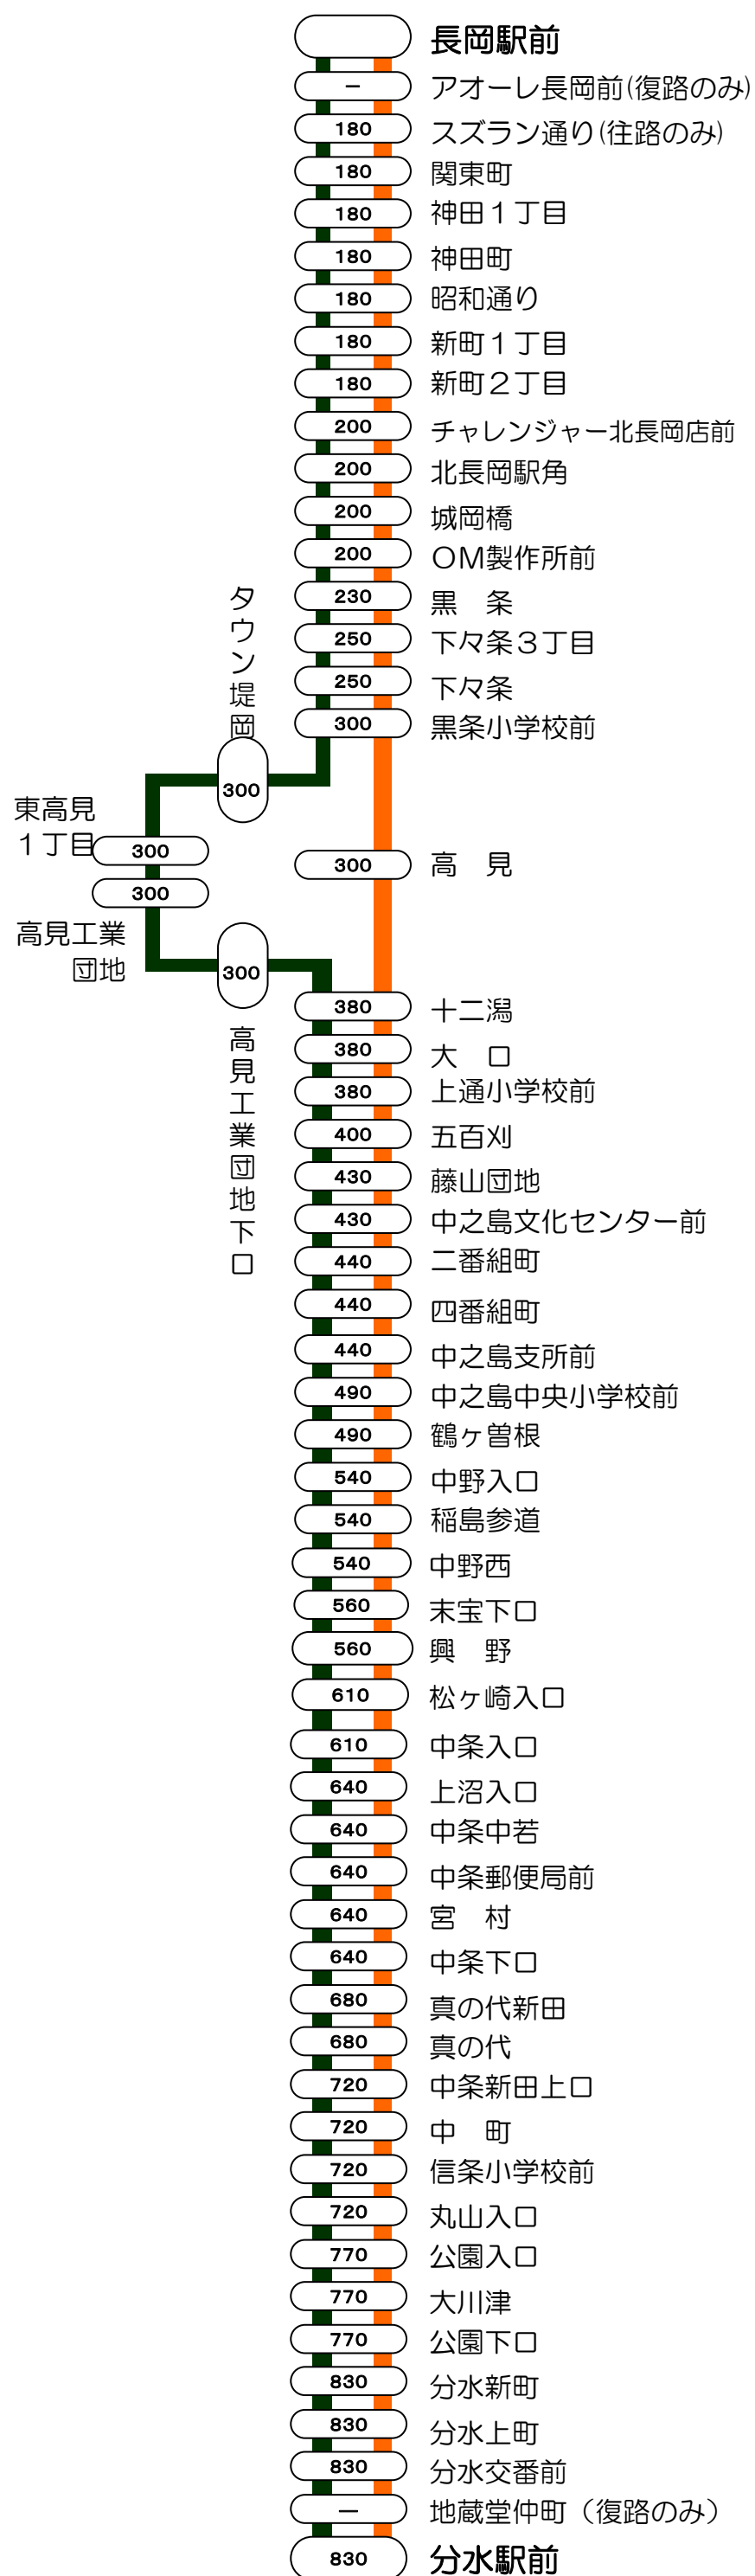 長岡駅前
－ アオーレ長岡前(復路のみ)
180 スズラン通り(往路のみ)
180 関東町
180 神田１丁目
180 神田町
180 昭和通り
180 新町１丁目
180 新町２丁目
200 チャレンジャー北長岡店前
200 北長岡駅角
200 城岡橋
200 ＯＭ製作所前
230 黒　条
250 下々条３丁目
250 下々条
300 黒条小学校前
タウン堤岡
300
東高見
１丁目
300
300 高　見
300
高見工業
団地
300
高見工業団地下口
380 十二潟
380 大　口
380 上通小学校前
400 五百刈
430 藤山団地
430 中之島文化センター前
440 二番組町
440 四番組町
440 中之島支所前
490 中之島中央小学校前
490 鶴ヶ曽根
540 中野入口
540 稲島参道
540 中野西
560 末宝下口
560 興　野
610 松ヶ崎入口
610 中条入口
640 上沼入口
640 中条中若
640 中条郵便局前
640 宮　村
640 中条下口
680 真の代新田
680 真の代
720 中条新田上口
720 中　町
720 信条小学校前
720 丸山入口
770 公園入口
770 大川津
770 公園下口
830 分水新町
830 分水上町
830 分水交番前
－ 地蔵堂仲町（復路のみ）
830 分水駅前